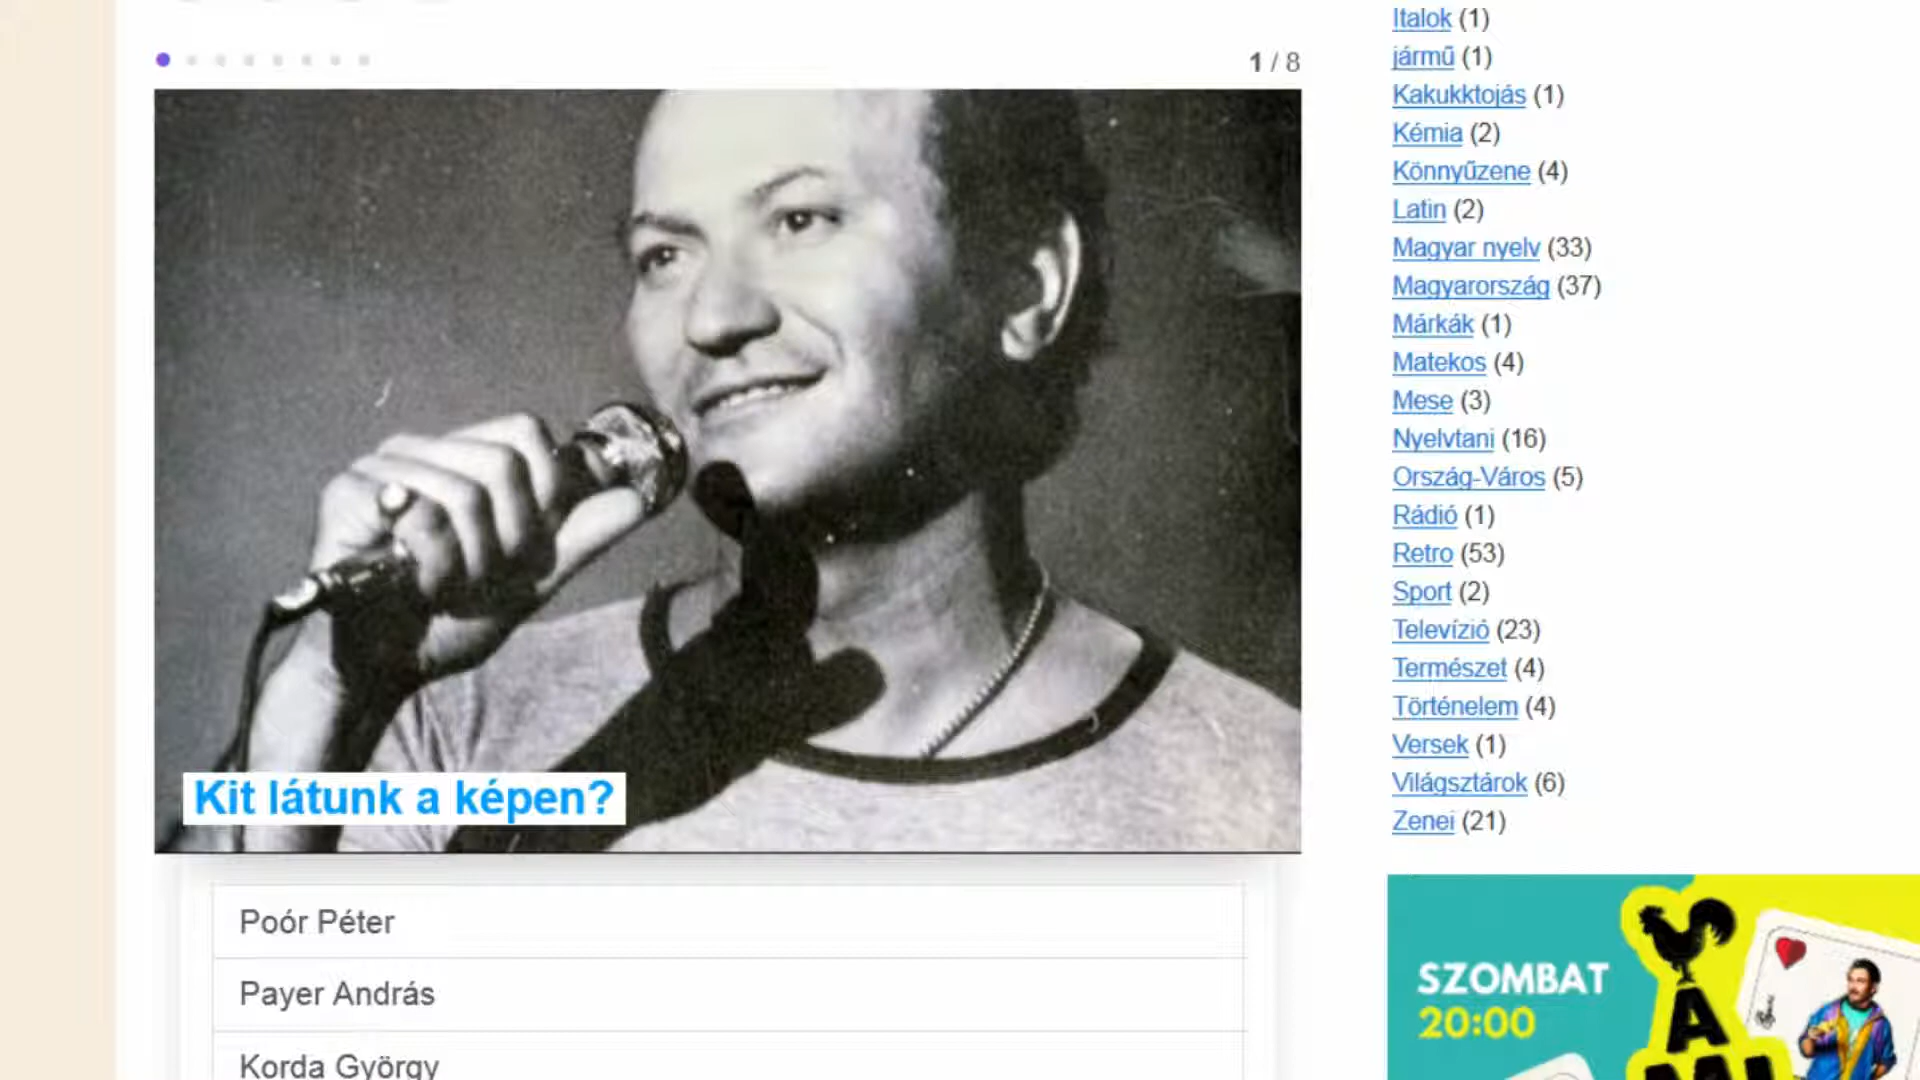 1 / 8
Kit látunk a képen?
Poór Péter
Payer András
Korda György
Italok (1)
jármű (1)
Kakukktojás (1)
Kémia (2)
Könnyűzene (4)
Latin (2)
Magyar nyelv (33)
Magyarország (37)
Márkák (1)
Matekos (4)
Mese (3)
Nyelvtani (16)
Ország-Város (5)
Rádió (1)
Retro (53)
Sport (2)
Televízió (23)
Természet (4)
Történelem (4)
Versek (1)
Világsztárok (6)
Zenei (21)
SZOMBAT
20:00
A